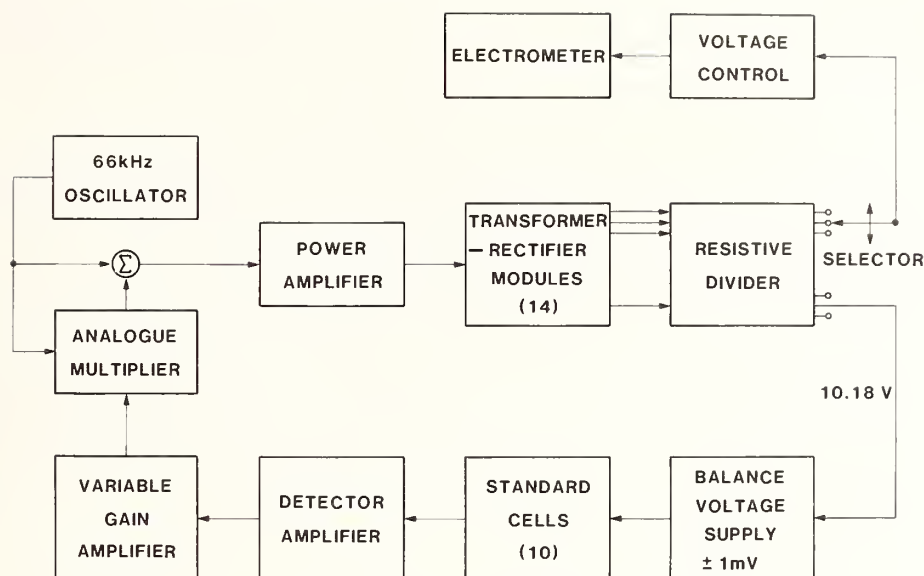 ELECTROMETER
VOLTAGE
CONTROL
66kHz
OSCILLATOR
Σ
POWER
AMPLIFIER
TRANSFORMER
– RECTIFIER
MODULES
(14)
RESISTIVE
DIVIDER
SELECTOR
ANALOGUE
MULTIPLIER
10.18 V
VARIABLE
GAIN
AMPLIFIER
DETECTOR
AMPLIFIER
STANDARD
CELLS
(10)
BALANCE
VOLTAGE
SUPPLY
± 1mV